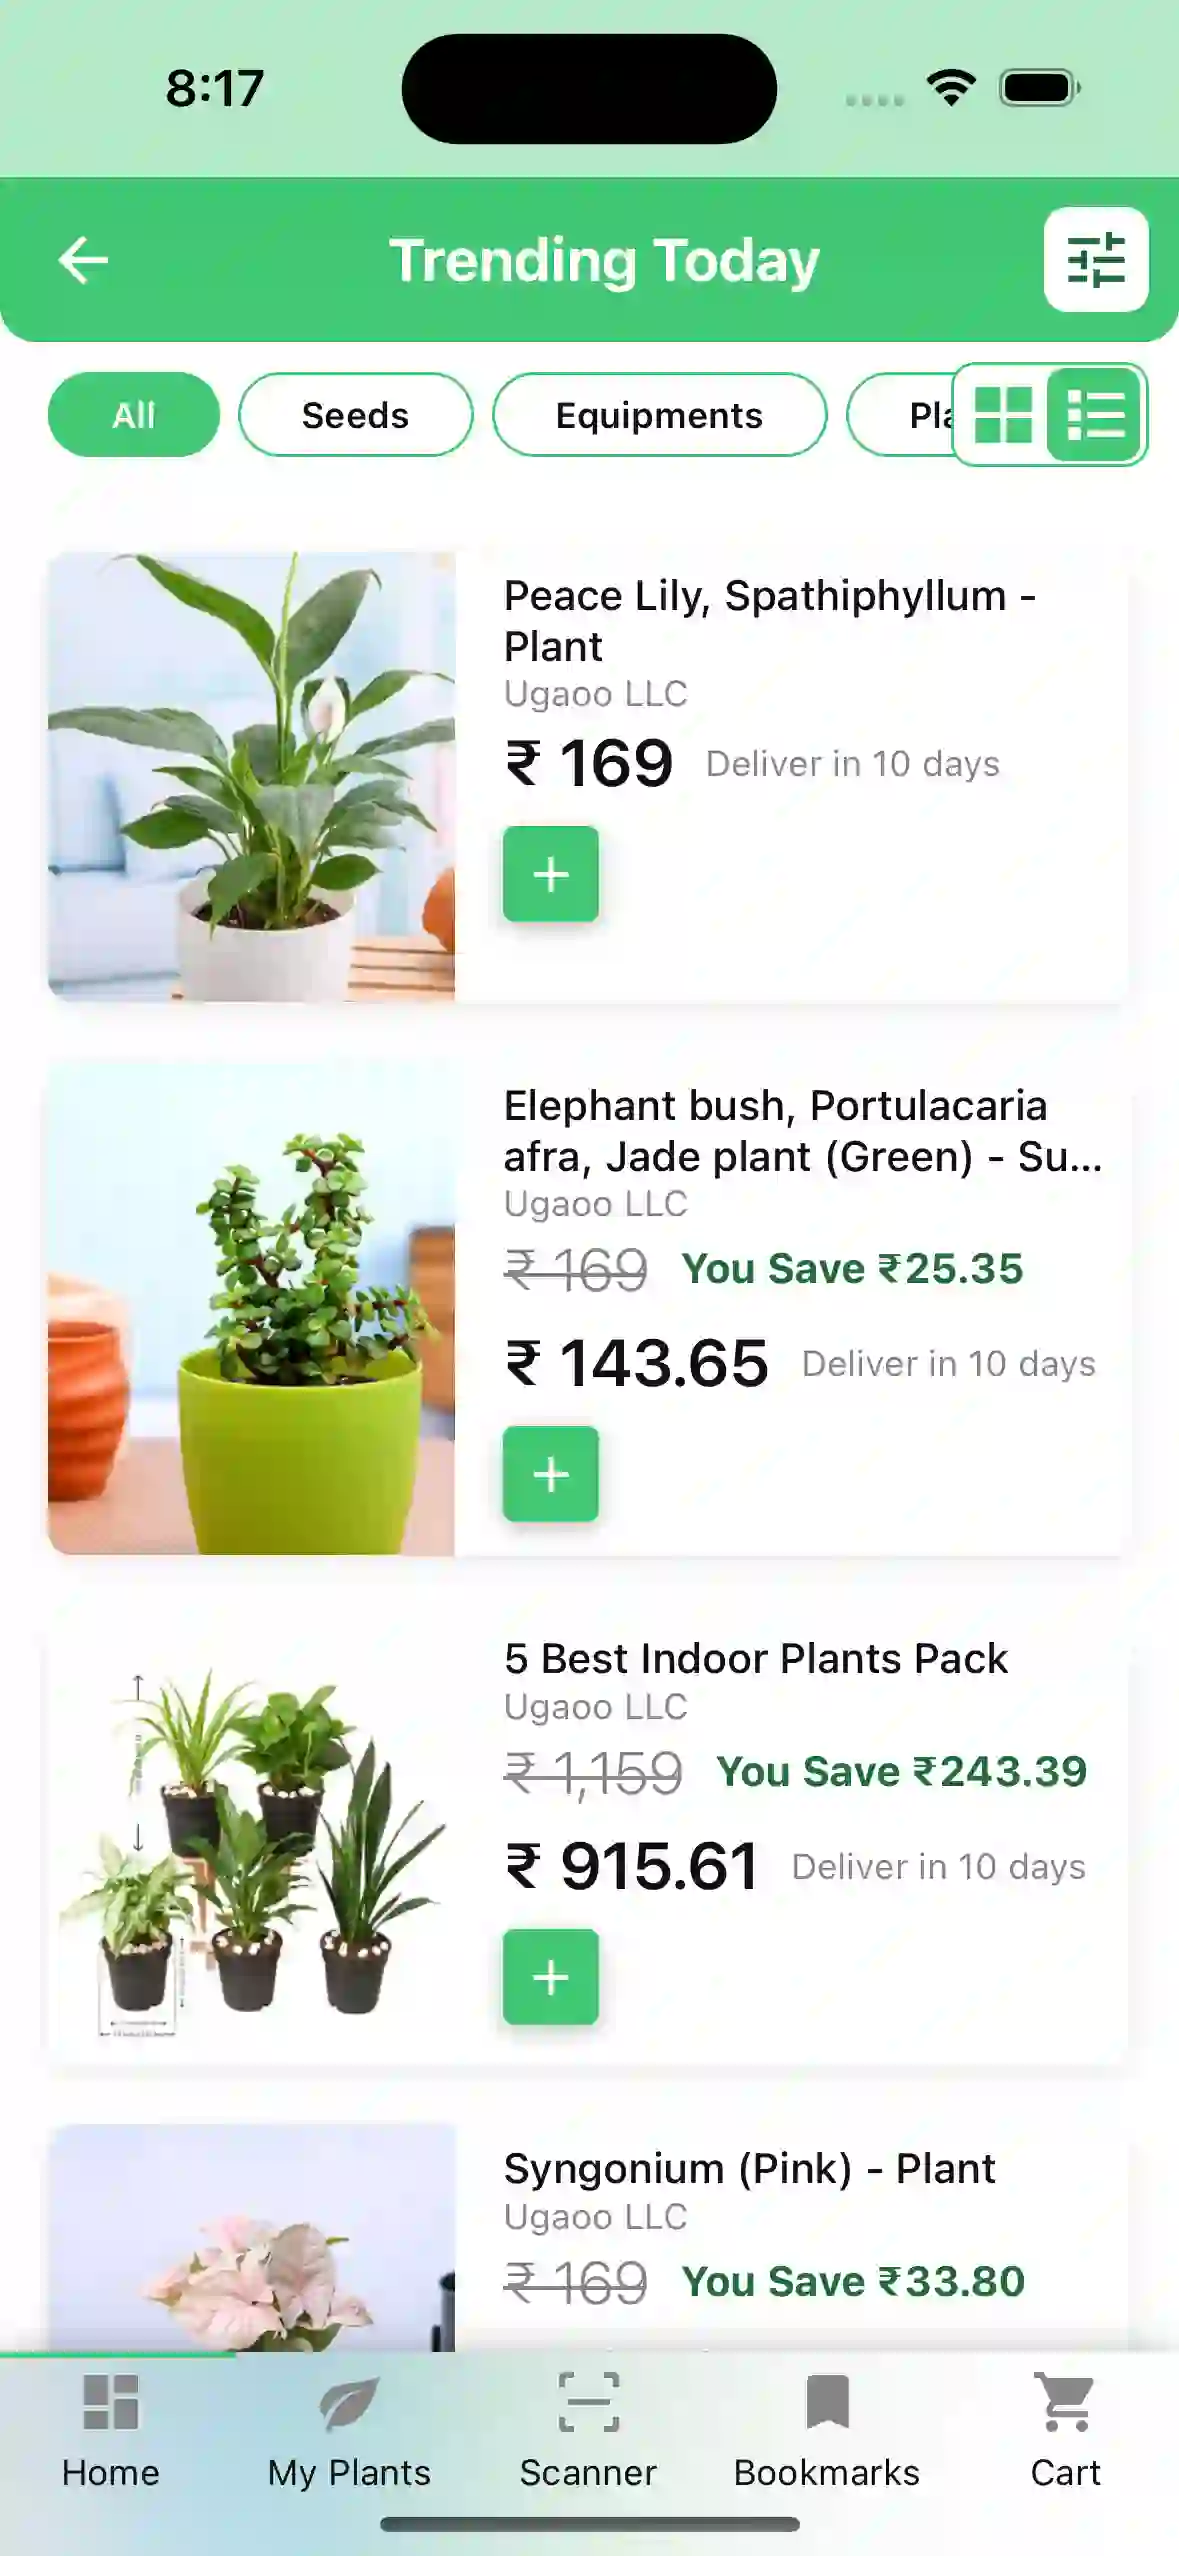 8:17
Trending Today
All
Seeds
Equipments
Pla
Peace Lily, Spathiphyllum -
Plant
Ugaoo LLC
₹ 169 Deliver in 10 days
+
Elephant bush, Portulacaria
afra, Jade plant (Green) - Su...
Ugaoo LLC
₹ 169 You Save ₹25.35
₹ 143.65 Deliver in 10 days
+
5 Best Indoor Plants Pack
Ugaoo LLC
₹ 1,159 You Save ₹243.39
₹ 915.61 Deliver in 10 days
+
Syngonium (Pink) - Plant
Ugaoo LLC
₹ 169 You Save ₹33.80
Home
My Plants
Scanner
Bookmarks
Cart